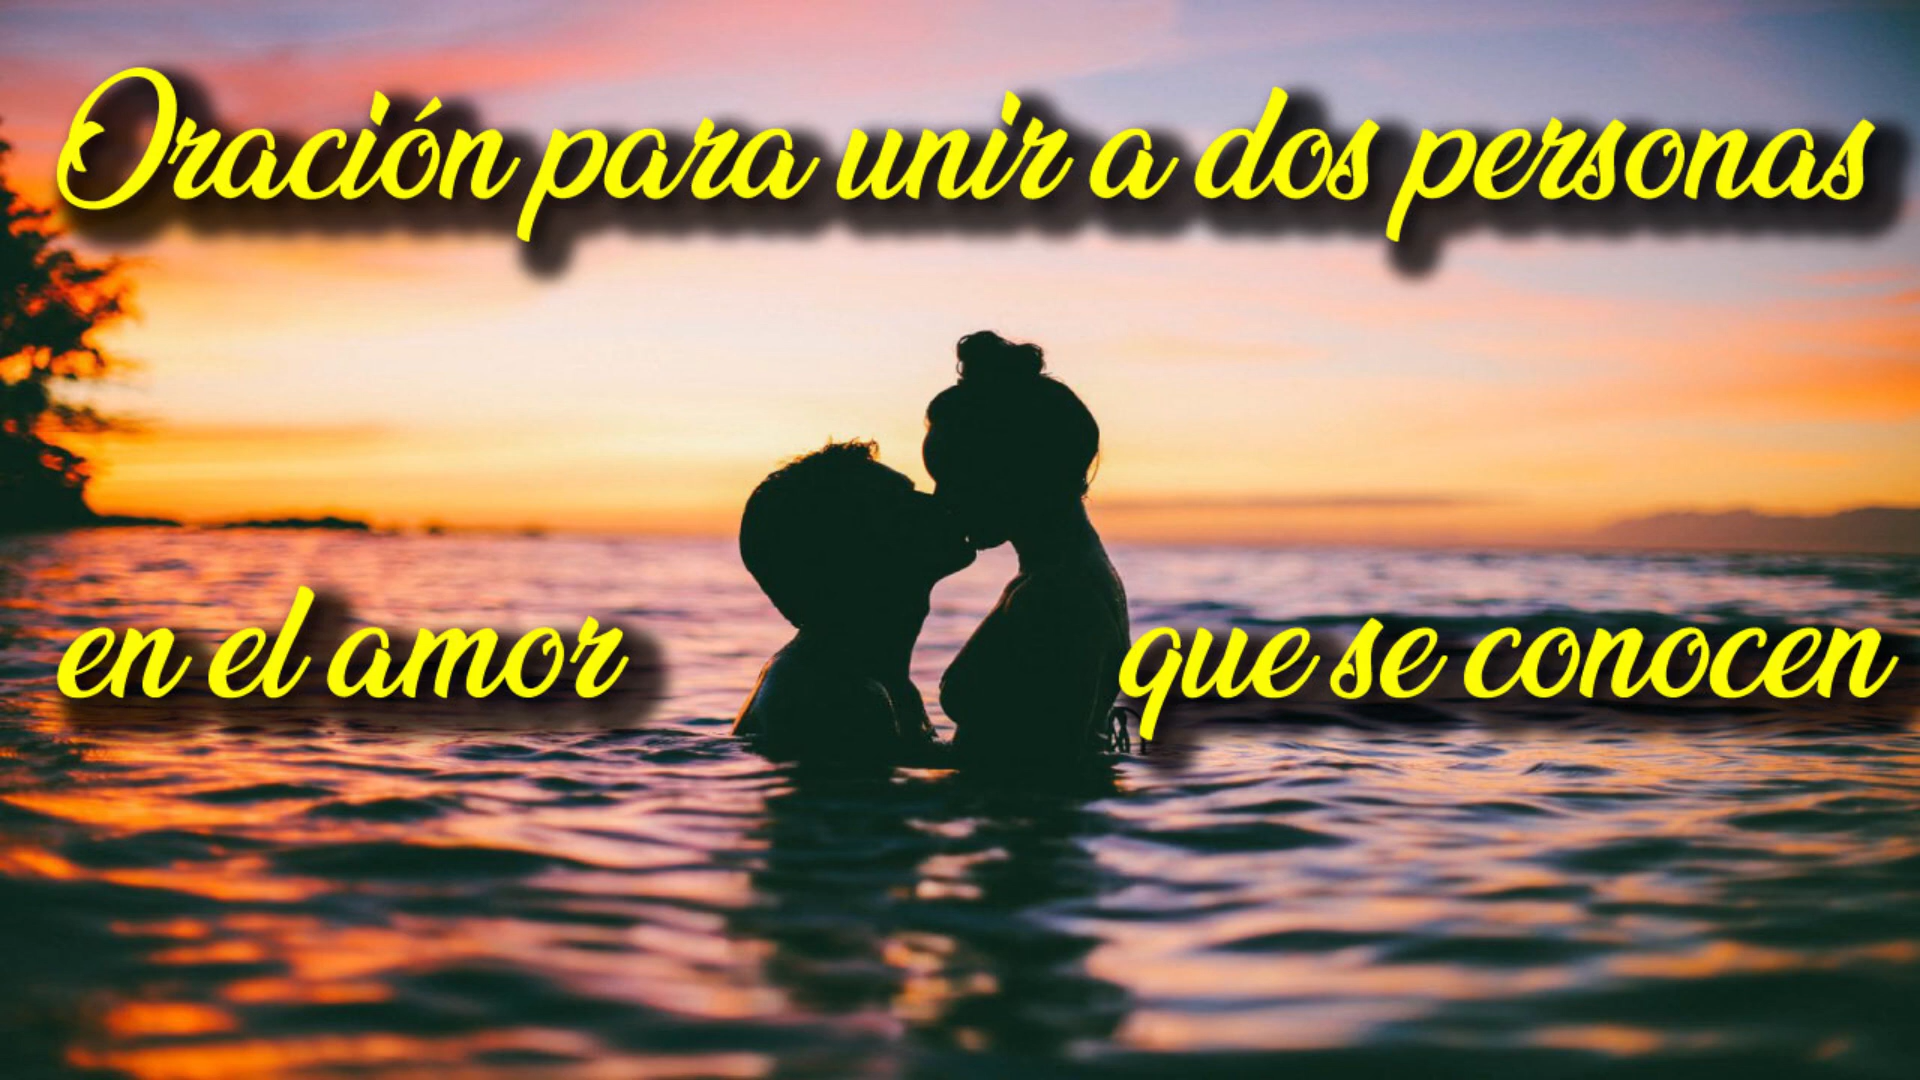 Oración para unir a dos personas
en el amor que se conocen